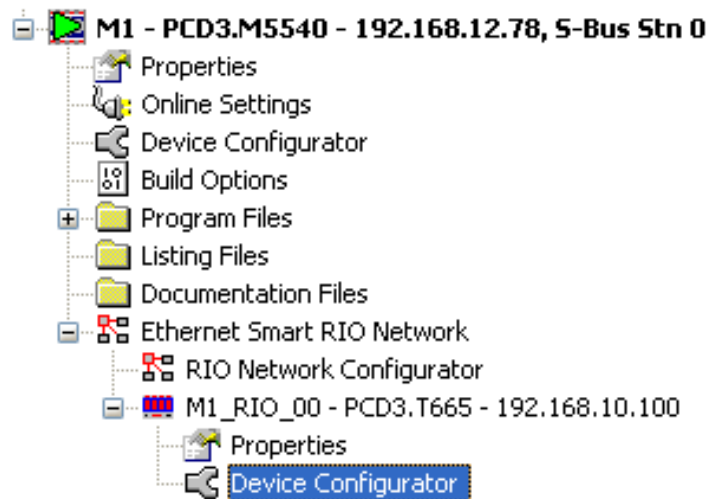 M1 - PCD3.M5540 - 192.168.12.78, S-Bus Stn 0
Properties
Online Settings
Device Configurator
Build Options
Program Files
Listing Files
Documentation Files
Ethernet Smart RIO Network
RIO Network Configurator
M1_RIO_00 - PCD3.T665 - 192.168.10.100
Properties
Device Configurator